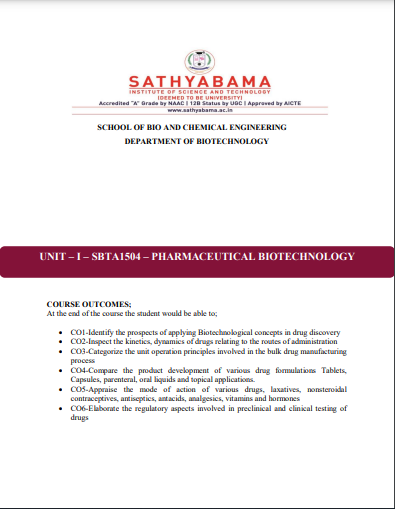 SATHYABAMA
INSTITUTE OF SCIENCE AND TECHNOLOGY
(DEEMED TO BE UNIVERSITY)
Accredited "A" Grade by NAAC | 12B Status by UGC | Approved by AICTE
www.sathyabama.ac.in
SCHOOL OF BIO AND CHEMICAL ENGINEERING
DEPARTMENT OF BIOTECHNOLOGY
UNIT – I – SBTA1504 – PHARMACEUTICAL BIOTECHNOLOGY
COURSE OUTCOMES;
At the end of the course the student would be able to;
• CO1-Identify the prospects of applying Biotechnological concepts in drug discovery
• CO2-Inspect the kinetics, dynamics of drugs relating to the routes of administration
• CO3-Categorize the unit operation principles involved in the bulk drug manufacturing
process
• CO4-Compare the product development of various drug formulations Tablets,
Capsules, parenteral, oral liquids and topical applications.
• CO5-Appraise the mode of action of various drugs, laxatives, nonsteroidal
contraceptives, antiseptics, antacids, analgesics, vitamins and hormones
• CO6-Elaborate the regulatory aspects involved in preclinical and clinical testing of
drugs